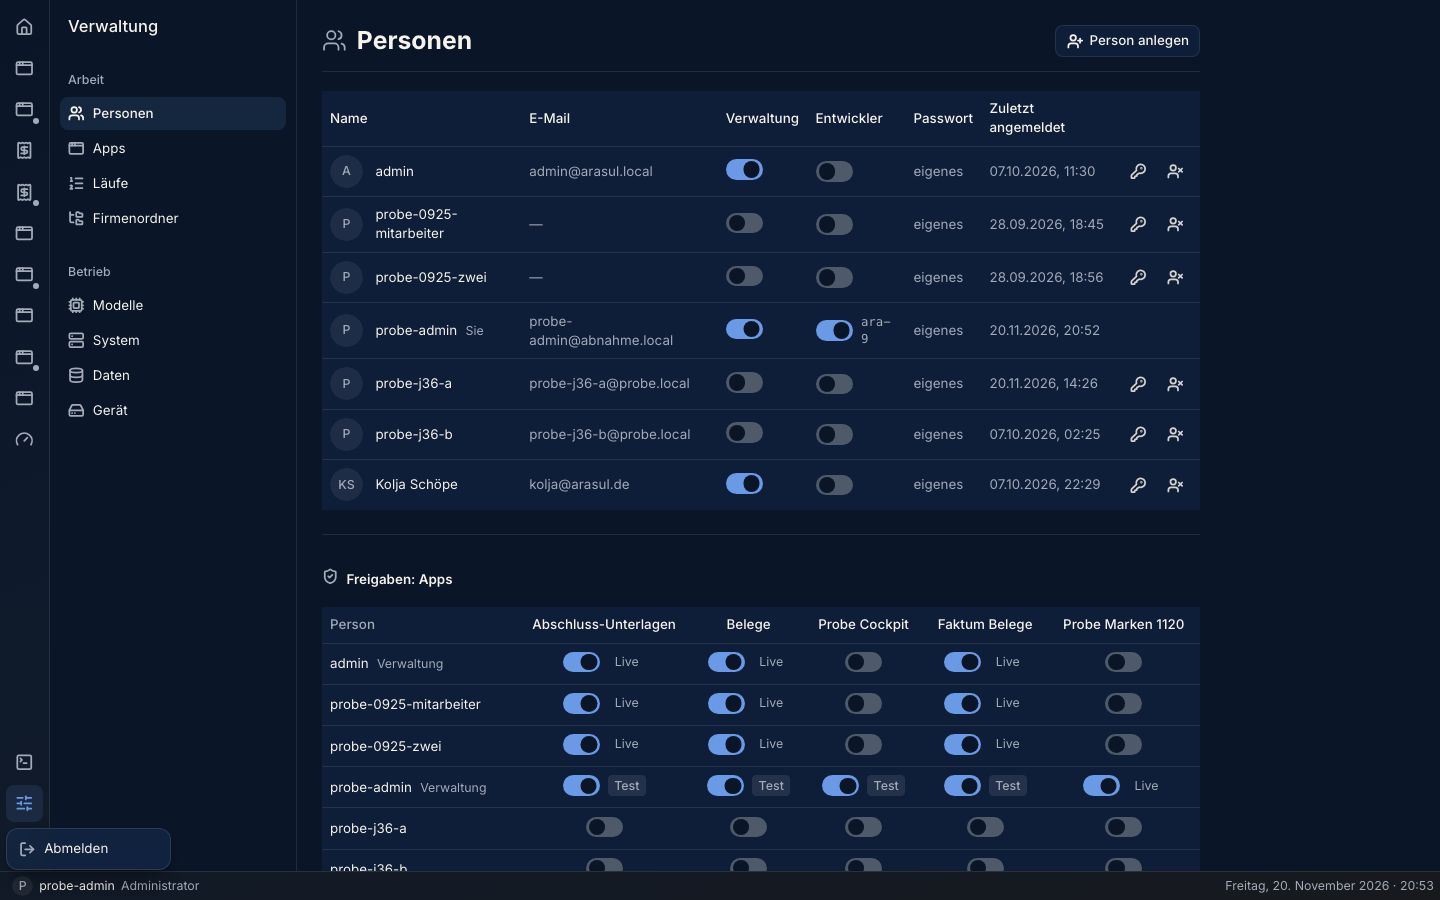 Verwaltung
Arbeit
Personen
Apps
Läufe
Firmenordner
Betrieb
Modelle
System
Daten
Gerät
Abmelden
Personen
Person anlegen
Name E-Mail Verwaltung Entwickler Passwort Zuletzt angemeldet
A admin admin@arasul.local eigenes 07.10.2026, 11:30
P probe-0925-
mitarbeiter — eigenes 28.09.2026, 18:45
P probe-0925-zwei — eigenes 28.09.2026, 18:56
P probe-admin Sie probe-
admin@abnahme.local ara–
9 eigenes 20.11.2026, 20:52
P probe-j36-a probe-j36-a@probe.local eigenes 20.11.2026, 14:26
P probe-j36-b probe-j36-b@probe.local eigenes 07.10.2026, 02:25
KS Kolja Schöpe kolja@arasul.de eigenes 07.10.2026, 22:29
Freigaben: Apps
Person Abschluss-Unterlagen Belege Probe Cockpit Faktum Belege Probe Marken 1120
admin Verwaltung Live Live Live
probe-0925-mitarbeiter Live Live Live
probe-0925-zwei Live Live Live
probe-admin Verwaltung Test Test Test Test Live
probe-j36-a
probe-j36-b
P probe-admin Administrator
Freitag, 20. November 2026 · 20:53